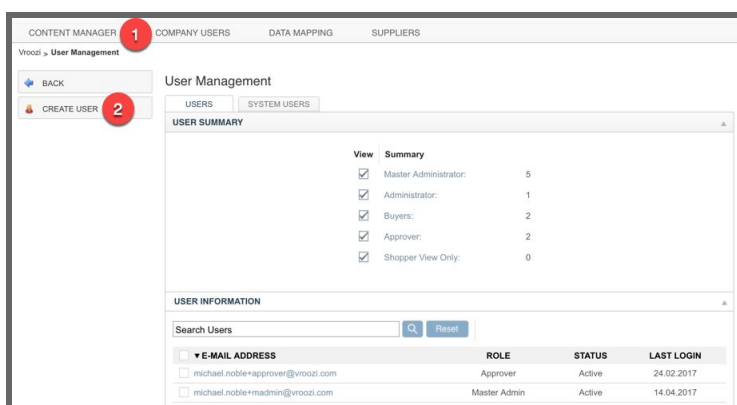 CONTENT MANAGER 1 COMPANY USERS DATA MAPPING SUPPLIERS
Vroozi > User Management
BACK
CREATE USER 2
User Management
USERS SYSTEM USERS
USER SUMMARY
View Summary
Master Administrator: 5
Administrator: 1
Buyers: 2
Approver: 2
Shopper View Only: 0
USER INFORMATION
Search Users Reset
▼ E-MAIL ADDRESS ROLE STATUS LAST LOGIN
michael.noble+approver@vroozi.com Approver Active 24.02.2017
michael.noble+madmin@vroozi.com Master Admin Active 14.04.2017